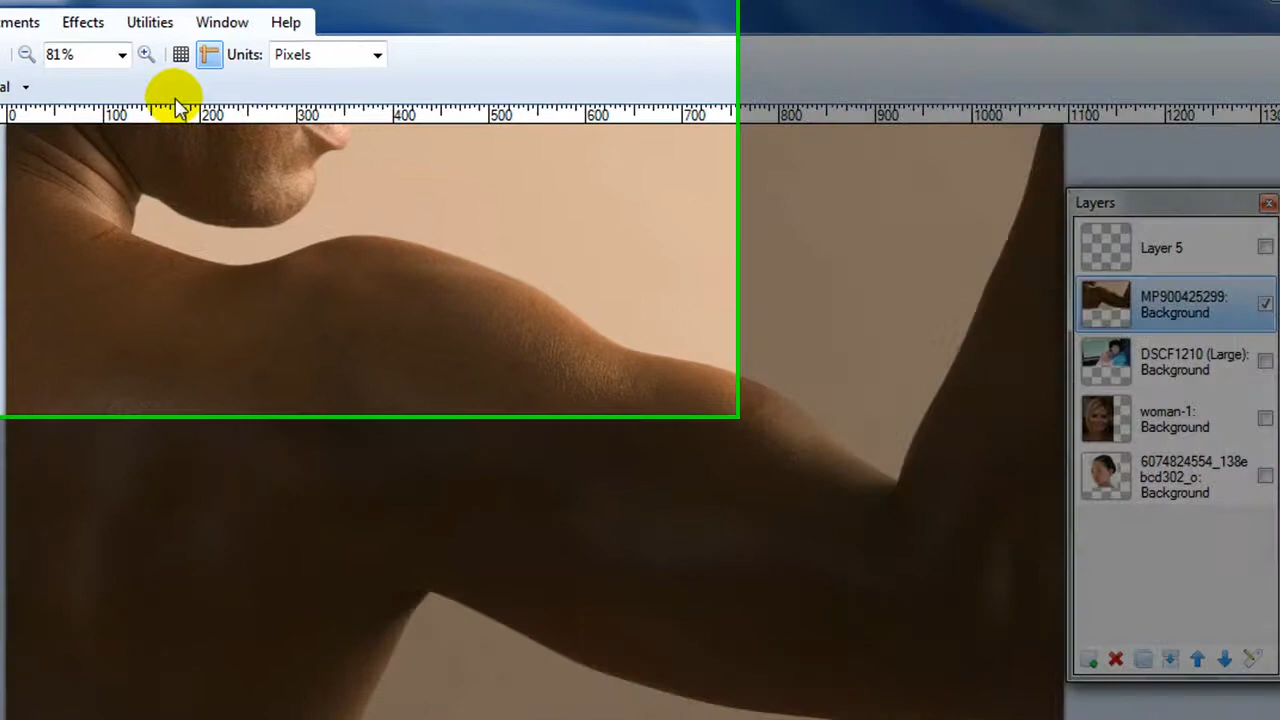 ments Effects Utilities Window Help
81% Units: Pixels
al
0 100 200 300 400 500 600 700 800 900 1000 1100 1200 130
Layers
Layer 5
MP900425299:
Background
DSCF1210 (Large):
Background
woman-1:
Background
6074824554_138e
bcd302_o:
Background